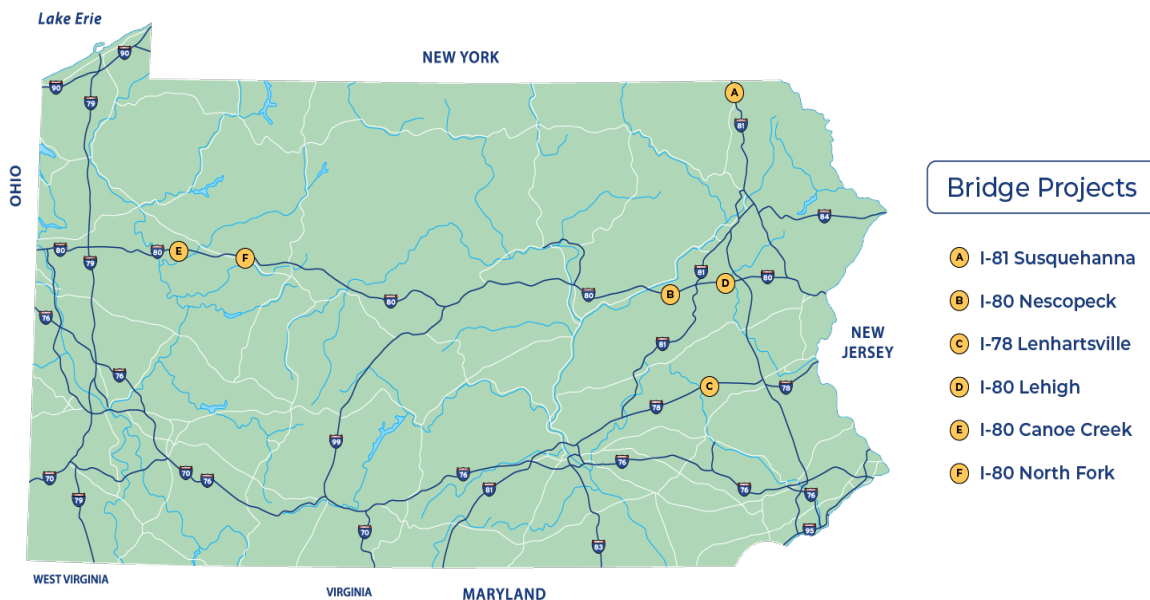 Lake Erie
NEW YORK
90
90
79
A
81
OHIO
84
80
80
E
F
79
81
80
D
80
B
80
76
NEW
JERSEY
81
76
C
78
78
99
70
79
70
76
76
81
76
76
76
70
83
95
WEST VIRGINIA
VIRGINIA
MARYLAND
Bridge Projects
A I-81 Susquehanna
B I-80 Nescopeck
C I-78 Lenhartsville
D I-80 Lehigh
E I-80 Canoe Creek
F I-80 North Fork